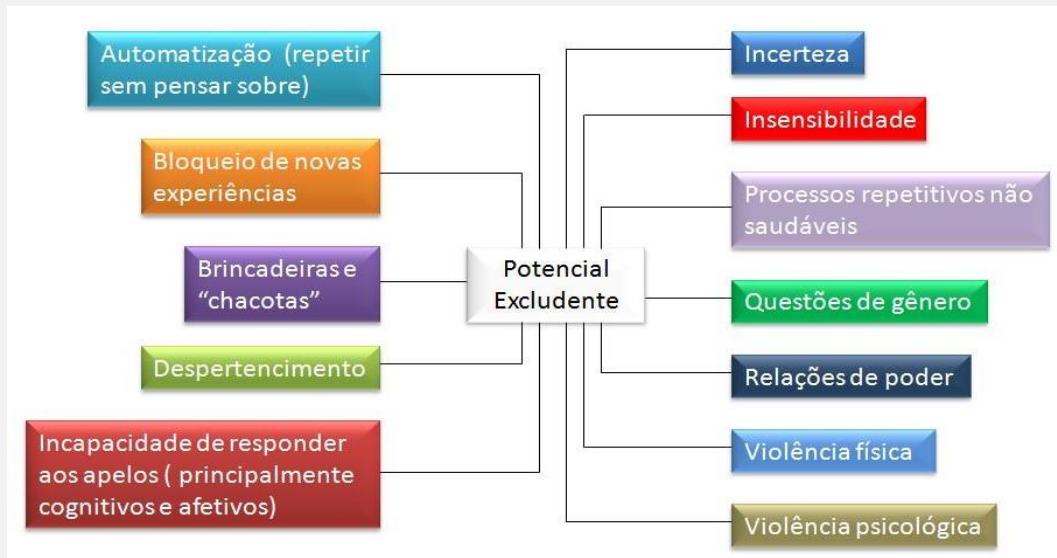 Automatização (repetir
sem pensar sobre)
Bloqueio de novas
experiências
Brincadeiras e
“chacotas”
Despertencimento
Incapacidade de responder
aos apelos ( principalmente
cognitivos e afetivos)
Potencial
Excludente
Incerteza
Insensibilidade
Processos repetitivos não
saudáveis
Questões de gênero
Relações de poder
Violência física
Violência psicológica